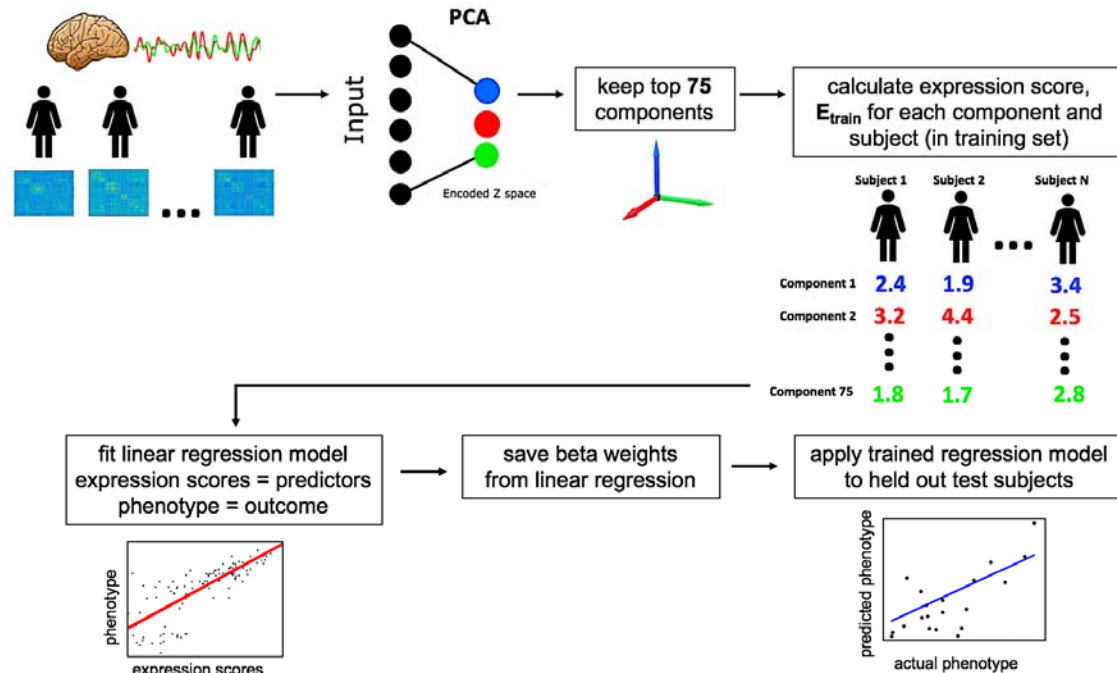 PCA
Input
Encoded Z space
keep top 75
components
calculate expression score,
E_train for each component and
subject (in training set)
Subject 1 Subject 2 Subject N
Component 1 2.4 1.9 3.4
Component 2 3.2 4.4 2.5
Component 75 1.8 1.7 2.8
fit linear regression model
expression scores = predictors
phenotype = outcome
save beta weights
from linear regression
apply trained regression model
to held out test subjects
phenotype
expression scores
predicted phenotype
actual phenotype